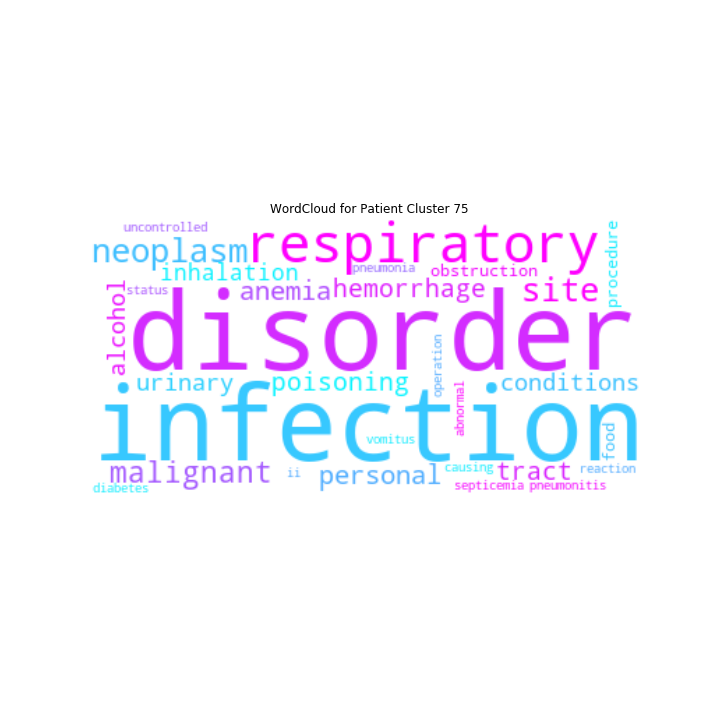 WordCloud for Patient Cluster 75
uncontrolled
neoplasm respiratory
procedure
inhalation pneumonia obstruction
status anemia hemorrhage site
alcohol
disorder
operation
urinary poisoning conditions
abnormal
infection
vomitus
food
malignant ii personal causing tract reaction
diabetes septicemia pneumonitis